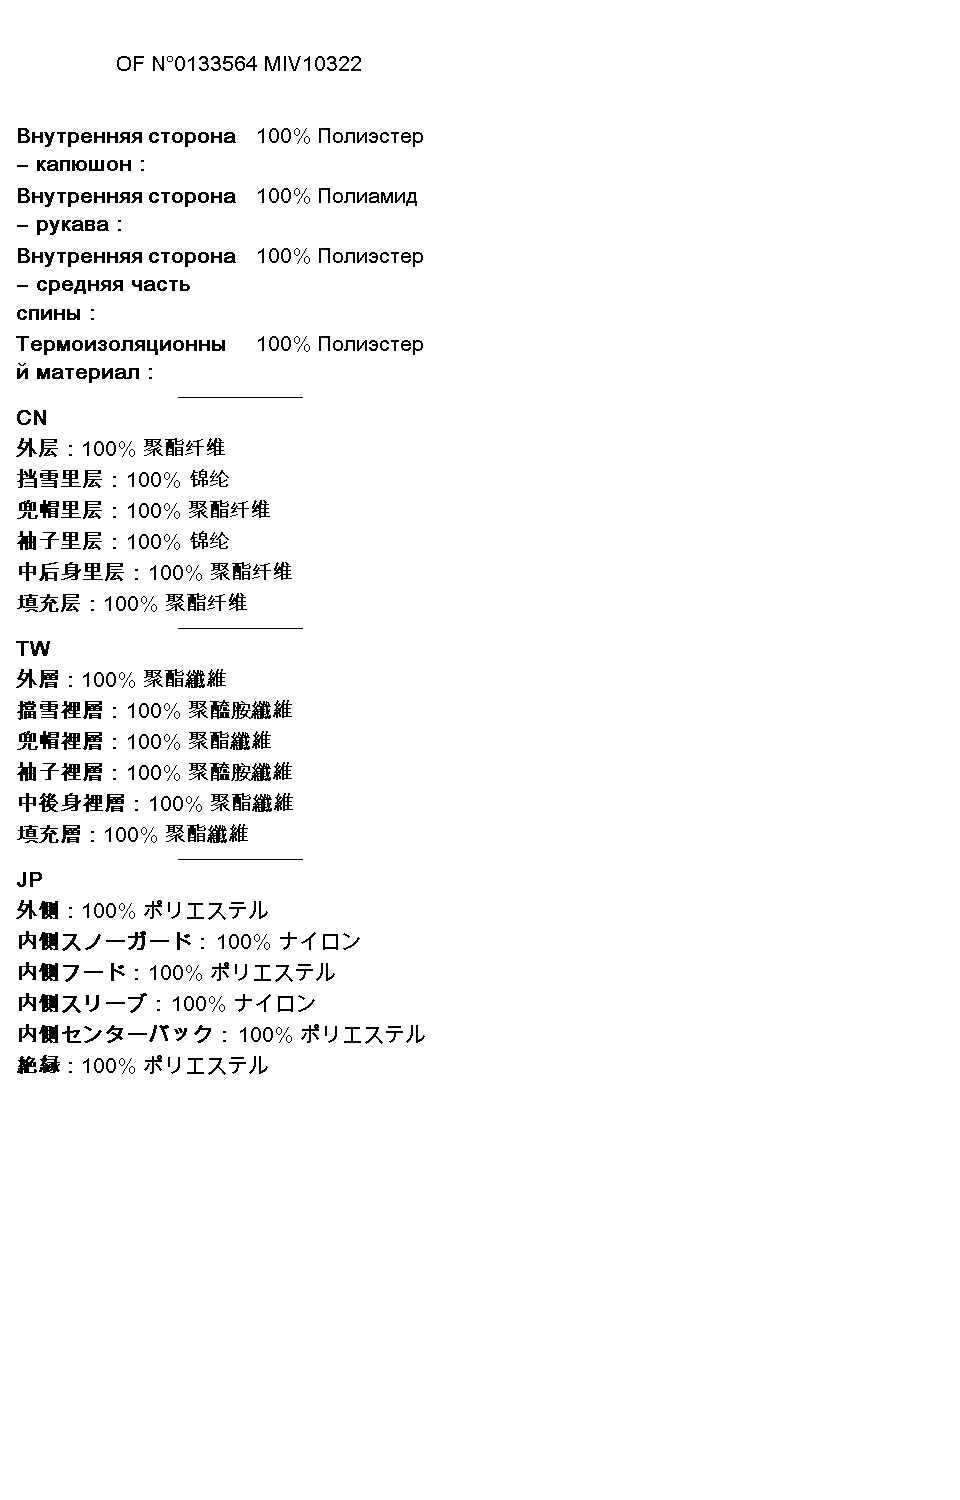 OF N°0133564 MIV10322
Внутренняя сторона 100% Полиэстер
– капюшон :
Внутренняя сторона 100% Полиамид
– рукава :
Внутренняя сторона 100% Полиэстер
– средняя часть
спины :
Термоизоляционны 100% Полиэстер
й материал :
CN
外层 : 100% 聚酯纤维
挡雪里层 : 100% 锦纶
兜帽里层 : 100% 聚酯纤维
袖子里层 : 100% 锦纶
中后身里层 : 100% 聚酯纤维
填充层 : 100% 聚酯纤维
TW
外層 : 100% 聚酯纖維
擋雪裡層 : 100% 聚醯胺纖維
兜帽裡層 : 100% 聚酯纖維
袖子裡層 : 100% 聚醯胺纖維
中後身裡層 : 100% 聚酯纖維
填充層 : 100% 聚酯纖維
JP
外側 : 100% ポリエステル
内側スノーガード : 100% ナイロン
内側フード : 100% ポリエステル
内側スリーブ : 100% ナイロン
内側センターバック : 100% ポリエステル
絶縁 : 100% ポリエステル